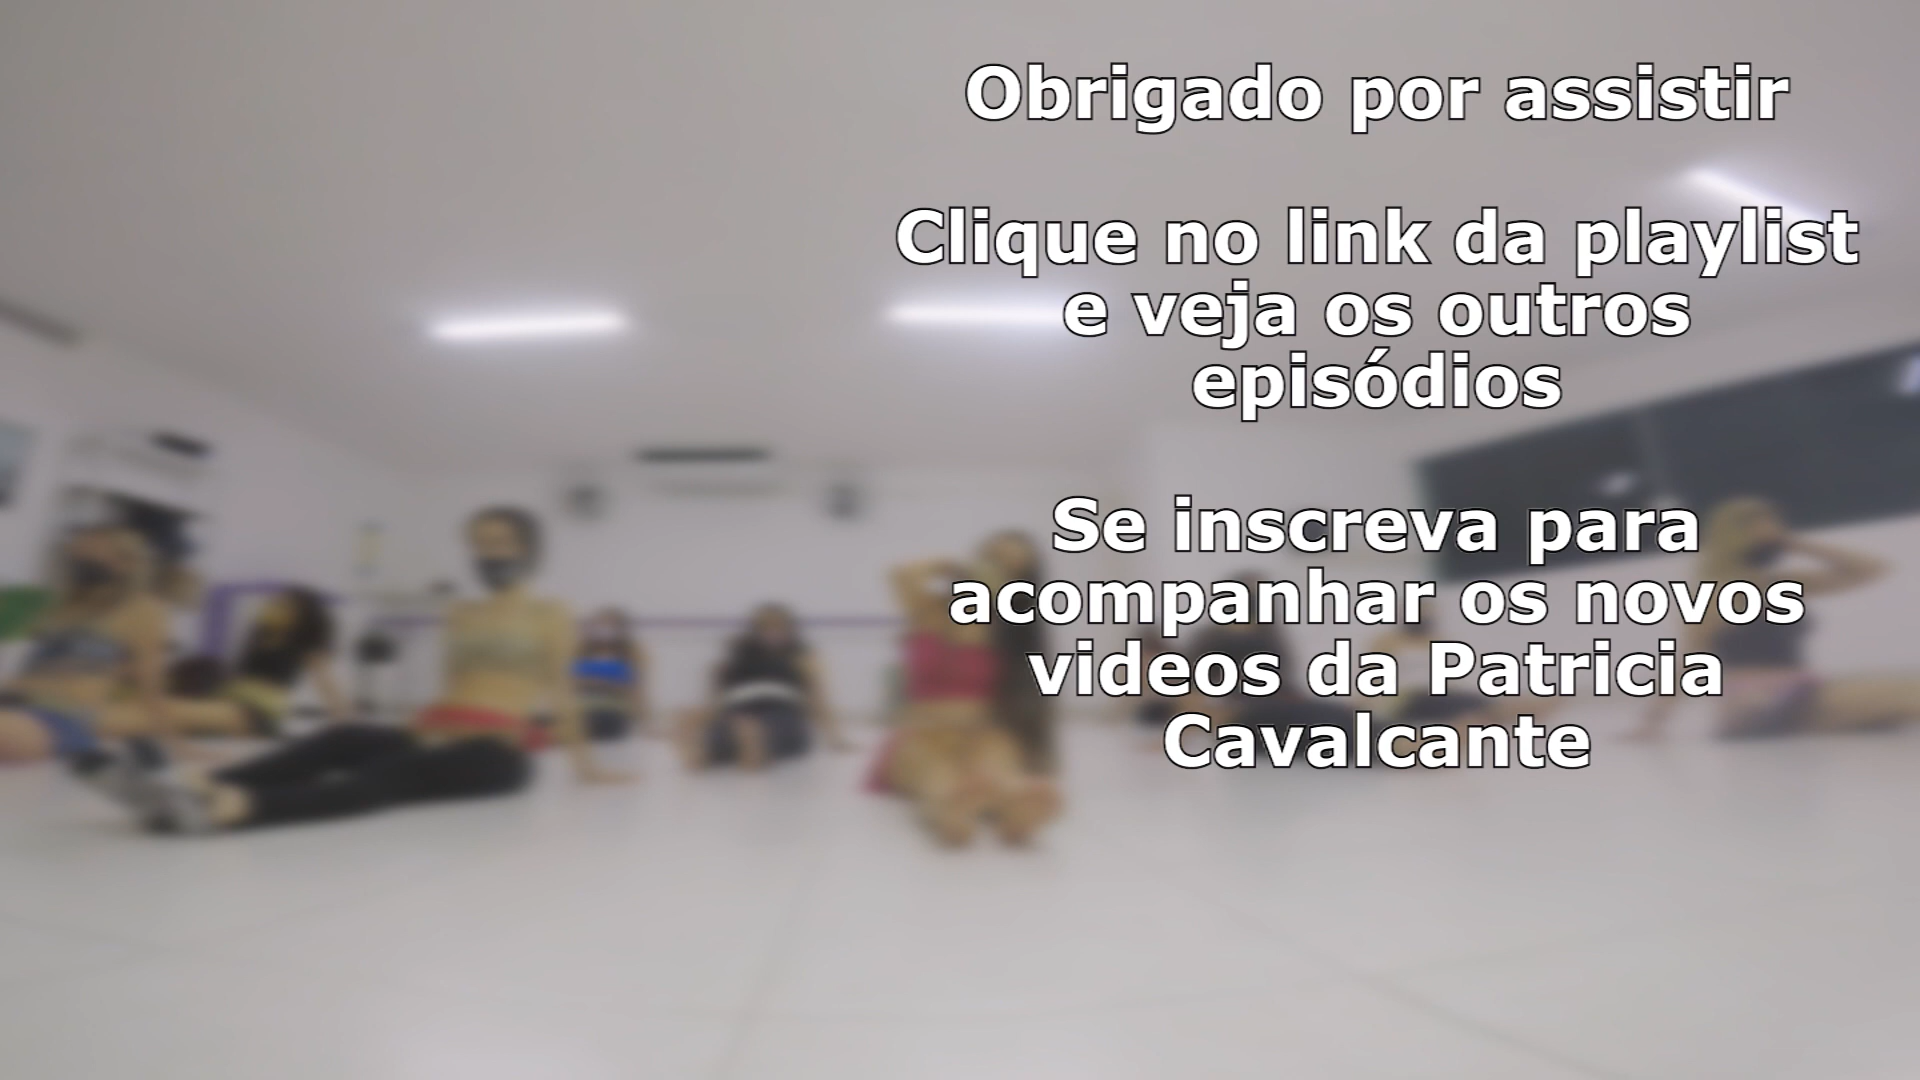 Obrigado por assistir
Clique no link da playlist
e veja os outros
episódios
Se inscreva para
acompanhar os novos
videos da Patricia
Cavalcante